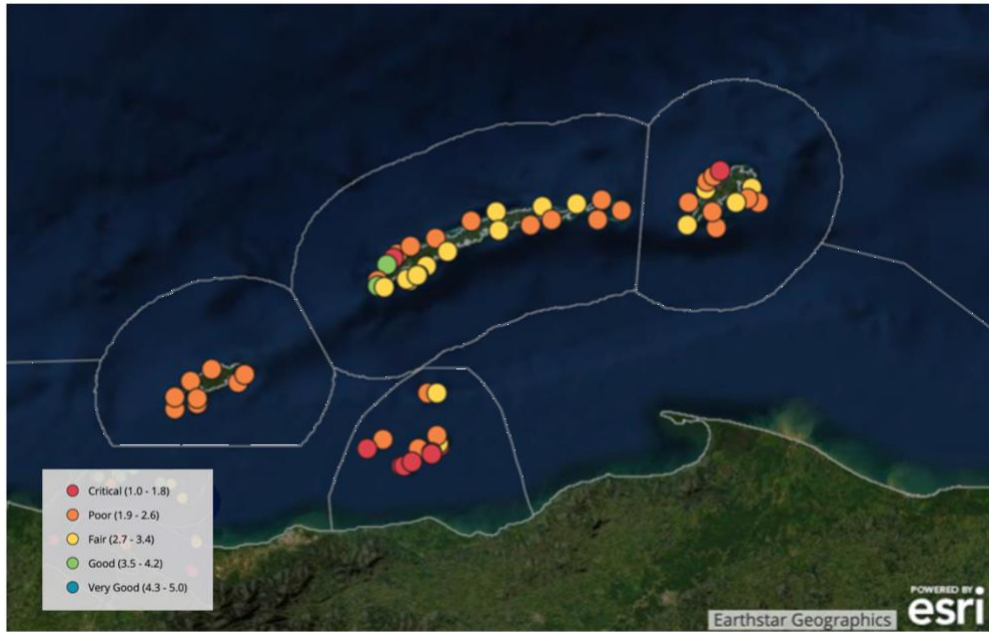 Critical (1.0 - 1.8)
Poor (1.9 - 2.6)
Fair (2.7 - 3.4)
Good (3.5 - 4.2)
Very Good (4.3 - 5.0)
POWERED BY
esri
Earthstar Geographics